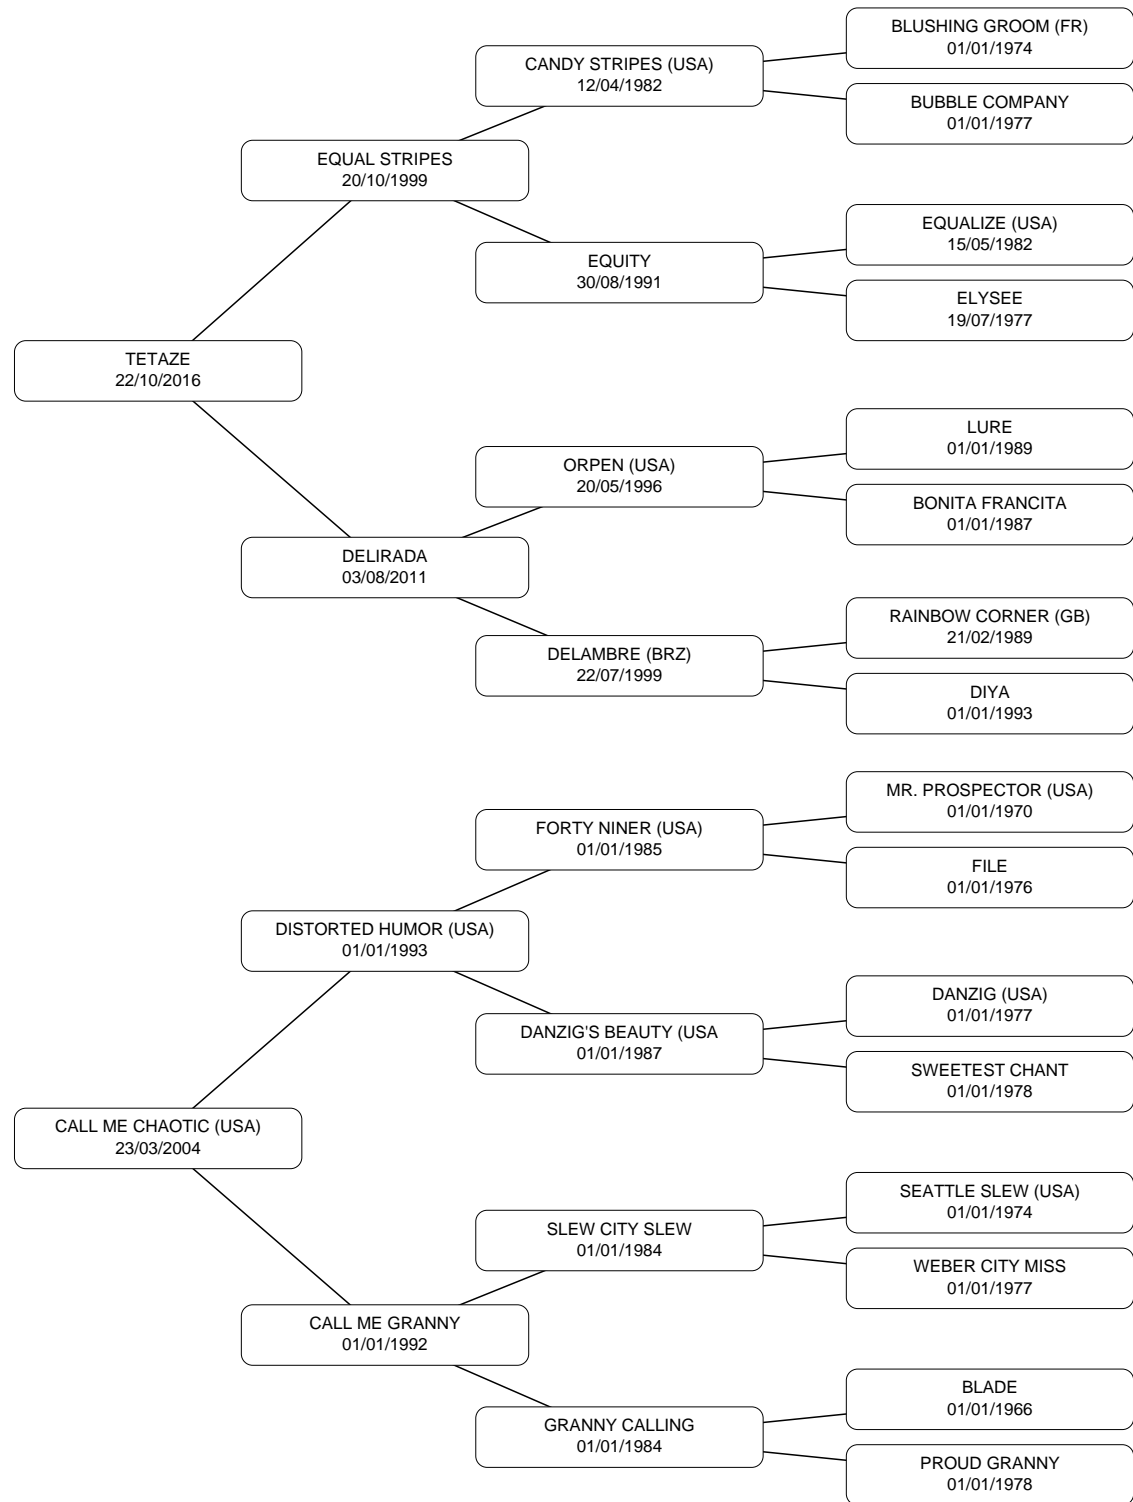 BLUSHING GROOM (FR)
01/01/1974
CANDY STRIPES (USA)
12/04/1982
BUBBLE COMPANY
01/01/1977
EQUAL STRIPES
20/10/1999
EQUALIZE (USA)
15/05/1982
EQUITY
30/08/1991
ELYSEE
19/07/1977
TETAZE
22/10/2016
LURE
01/01/1989
ORPEN (USA)
20/05/1996
BONITA FRANCITA
01/01/1987
DELIRADA
03/08/2011
RAINBOW CORNER (GB)
21/02/1989
DELAMBRE (BRZ)
22/07/1999
DIYA
01/01/1993
MR. PROSPECTOR (USA)
01/01/1970
FORTY NINER (USA)
01/01/1985
FILE
01/01/1976
DISTORTED HUMOR (USA)
01/01/1993
DANZIG (USA)
01/01/1977
DANZIG'S BEAUTY (USA
01/01/1987
SWEETEST CHANT
01/01/1978
CALL ME CHAOTIC (USA)
23/03/2004
SEATTLE SLEW (USA)
01/01/1974
SLEW CITY SLEW
01/01/1984
WEBER CITY MISS
01/01/1977
CALL ME GRANNY
01/01/1992
BLADE
01/01/1966
GRANNY CALLING
01/01/1984
PROUD GRANNY
01/01/1978